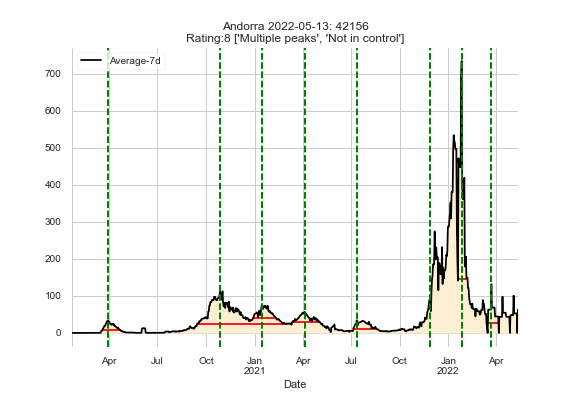 Andorra 2022-05-13: 42156
Rating:8 ['Multiple peaks', 'Not in control']
Average-7d
700
600
500
400
300
200
100
0
Apr Jul Oct Jan Apr Jul Oct Jan Apr
2021 2022
Date